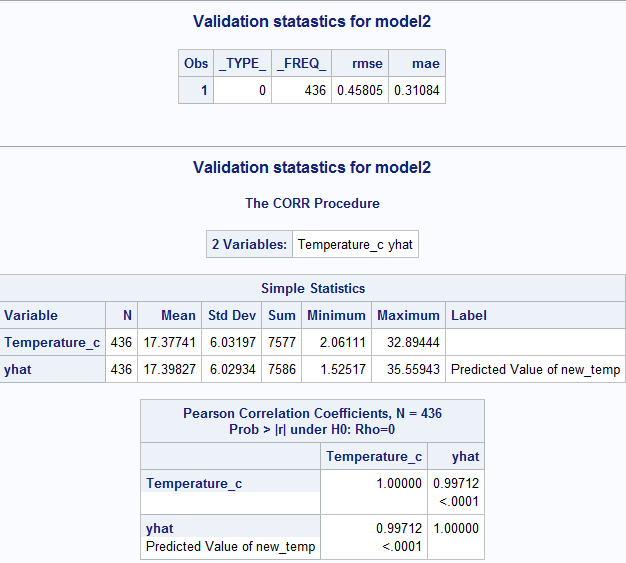 Validation statastics for model2
Obs _TYPE_ _FREQ_ rmse mae
1 0 436 0.45805 0.31084
Validation statastics for model2
The CORR Procedure
2 Variables: Temperature_c yhat
Simple Statistics
Variable N Mean Std Dev Sum Minimum Maximum Label
Temperature_c 436 17.37741 6.03197 7577 2.06111 32.89444
yhat 436 17.39827 6.02934 7586 1.52517 35.55943 Predicted Value of new_temp
Pearson Correlation Coefficients, N = 436
Prob > |r| under H0: Rho=0
Temperature_c yhat
Temperature_c 1.00000 0.99712
<.0001
yhat 0.99712 1.00000
Predicted Value of new_temp <.0001